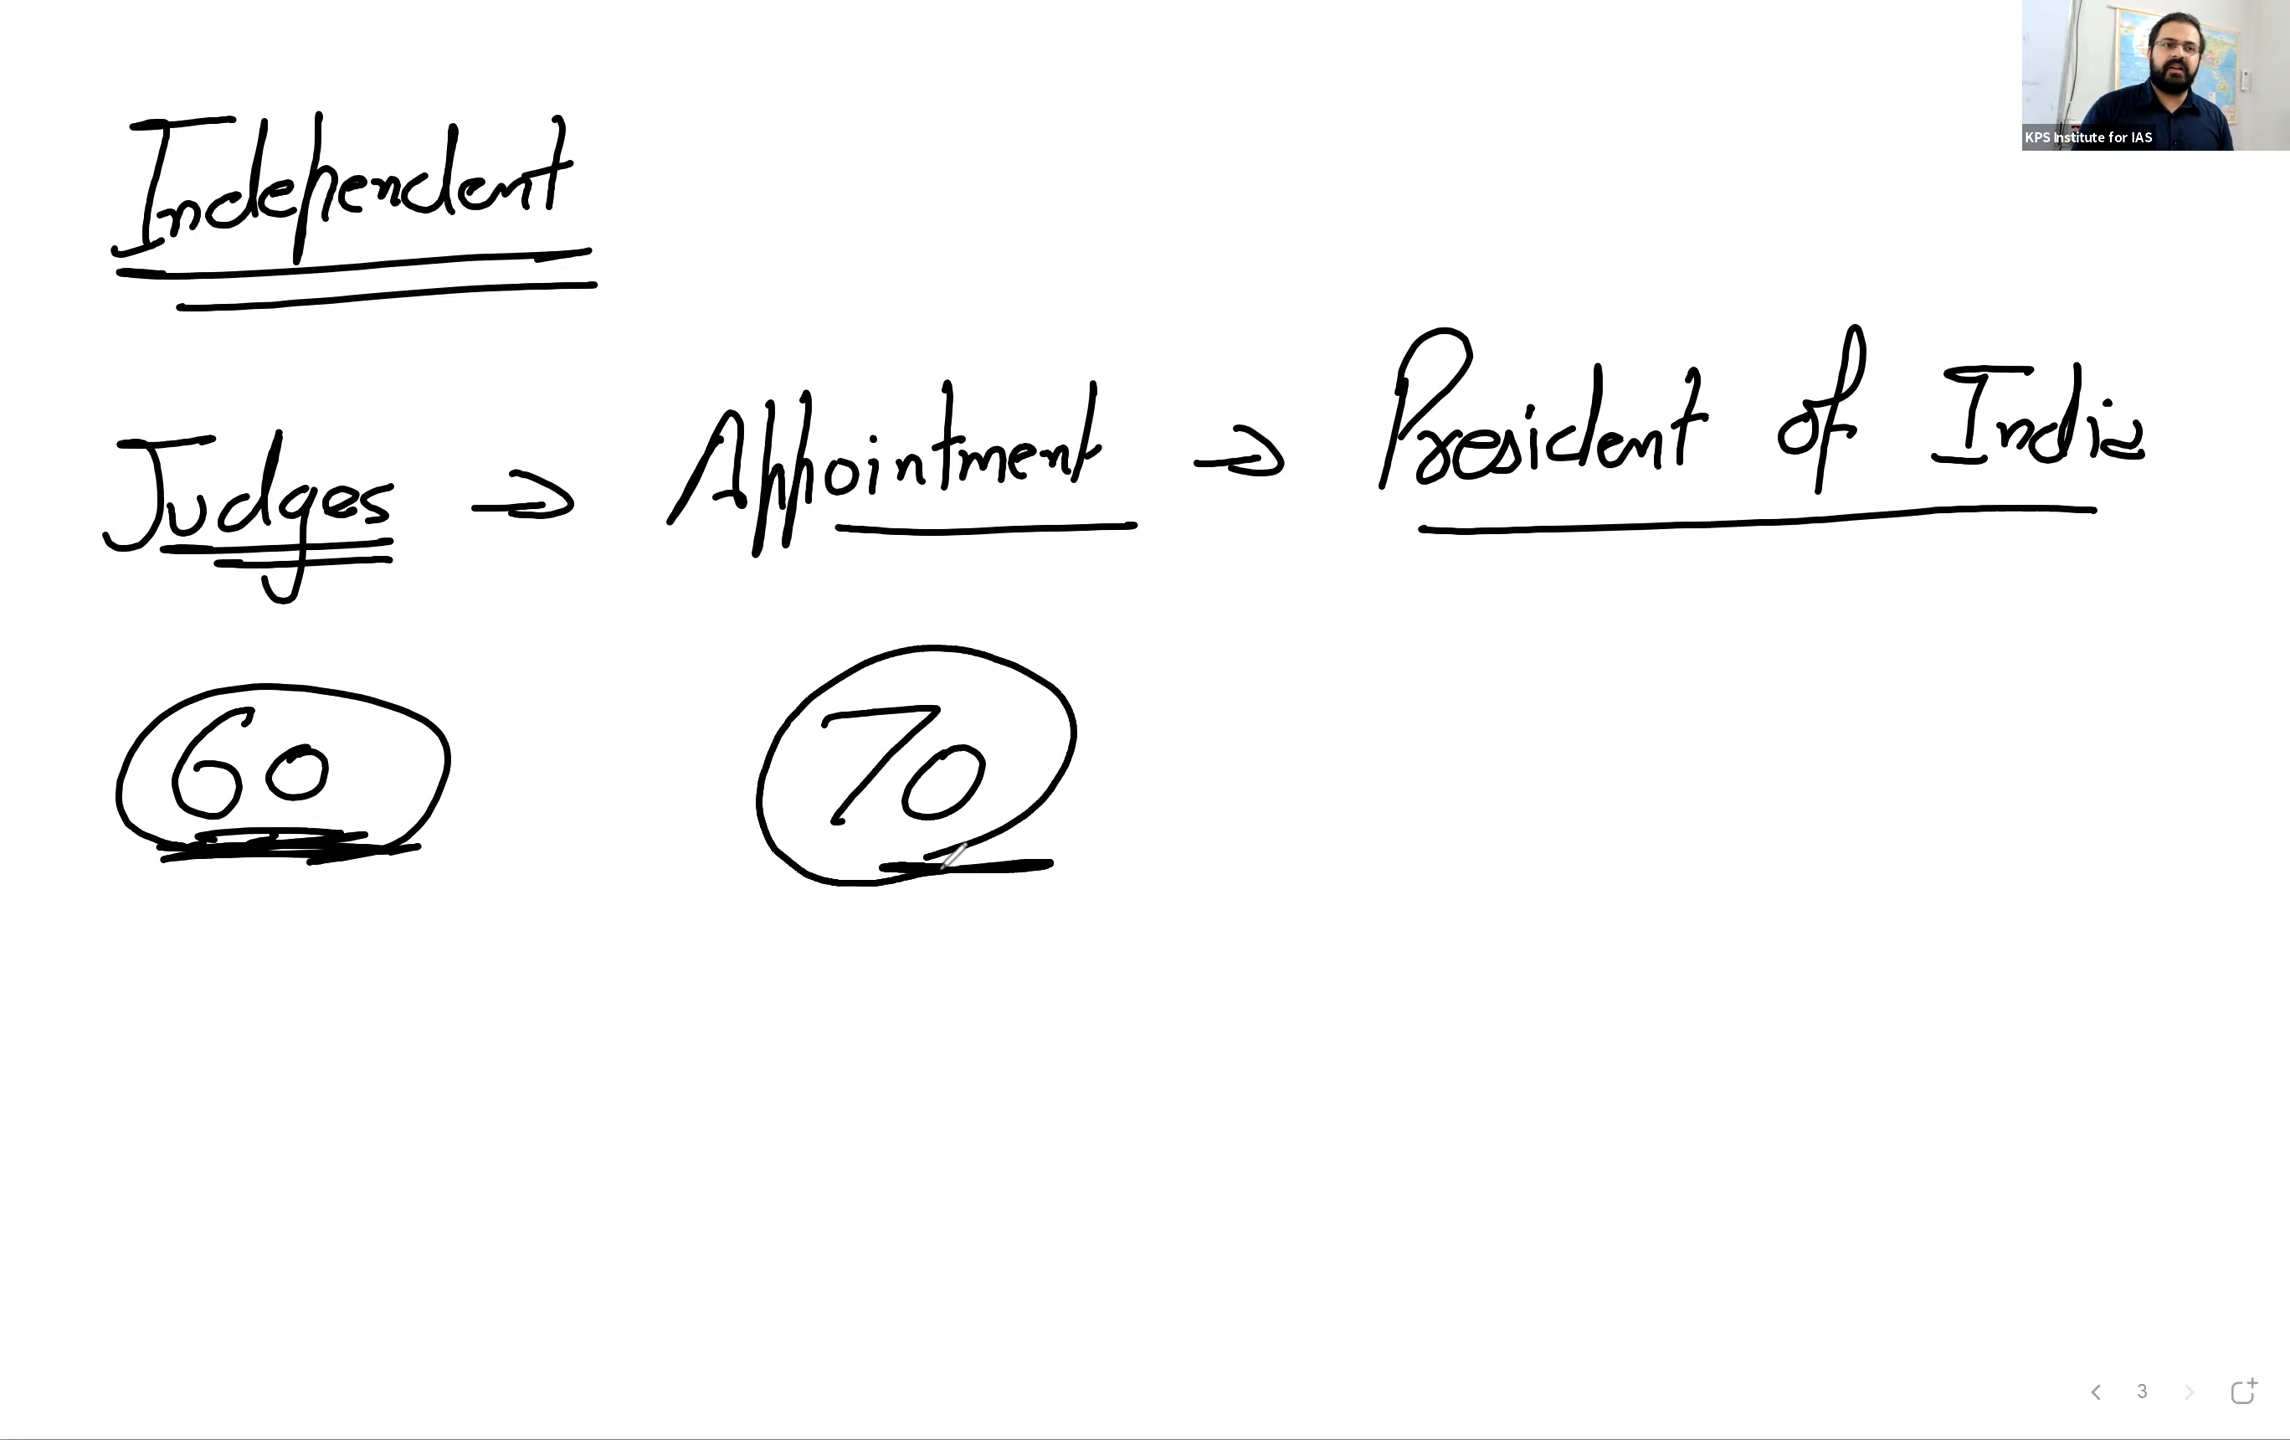 KPS Institute for IAS
Independent
Judges → Appointment → President of India
60 70
3